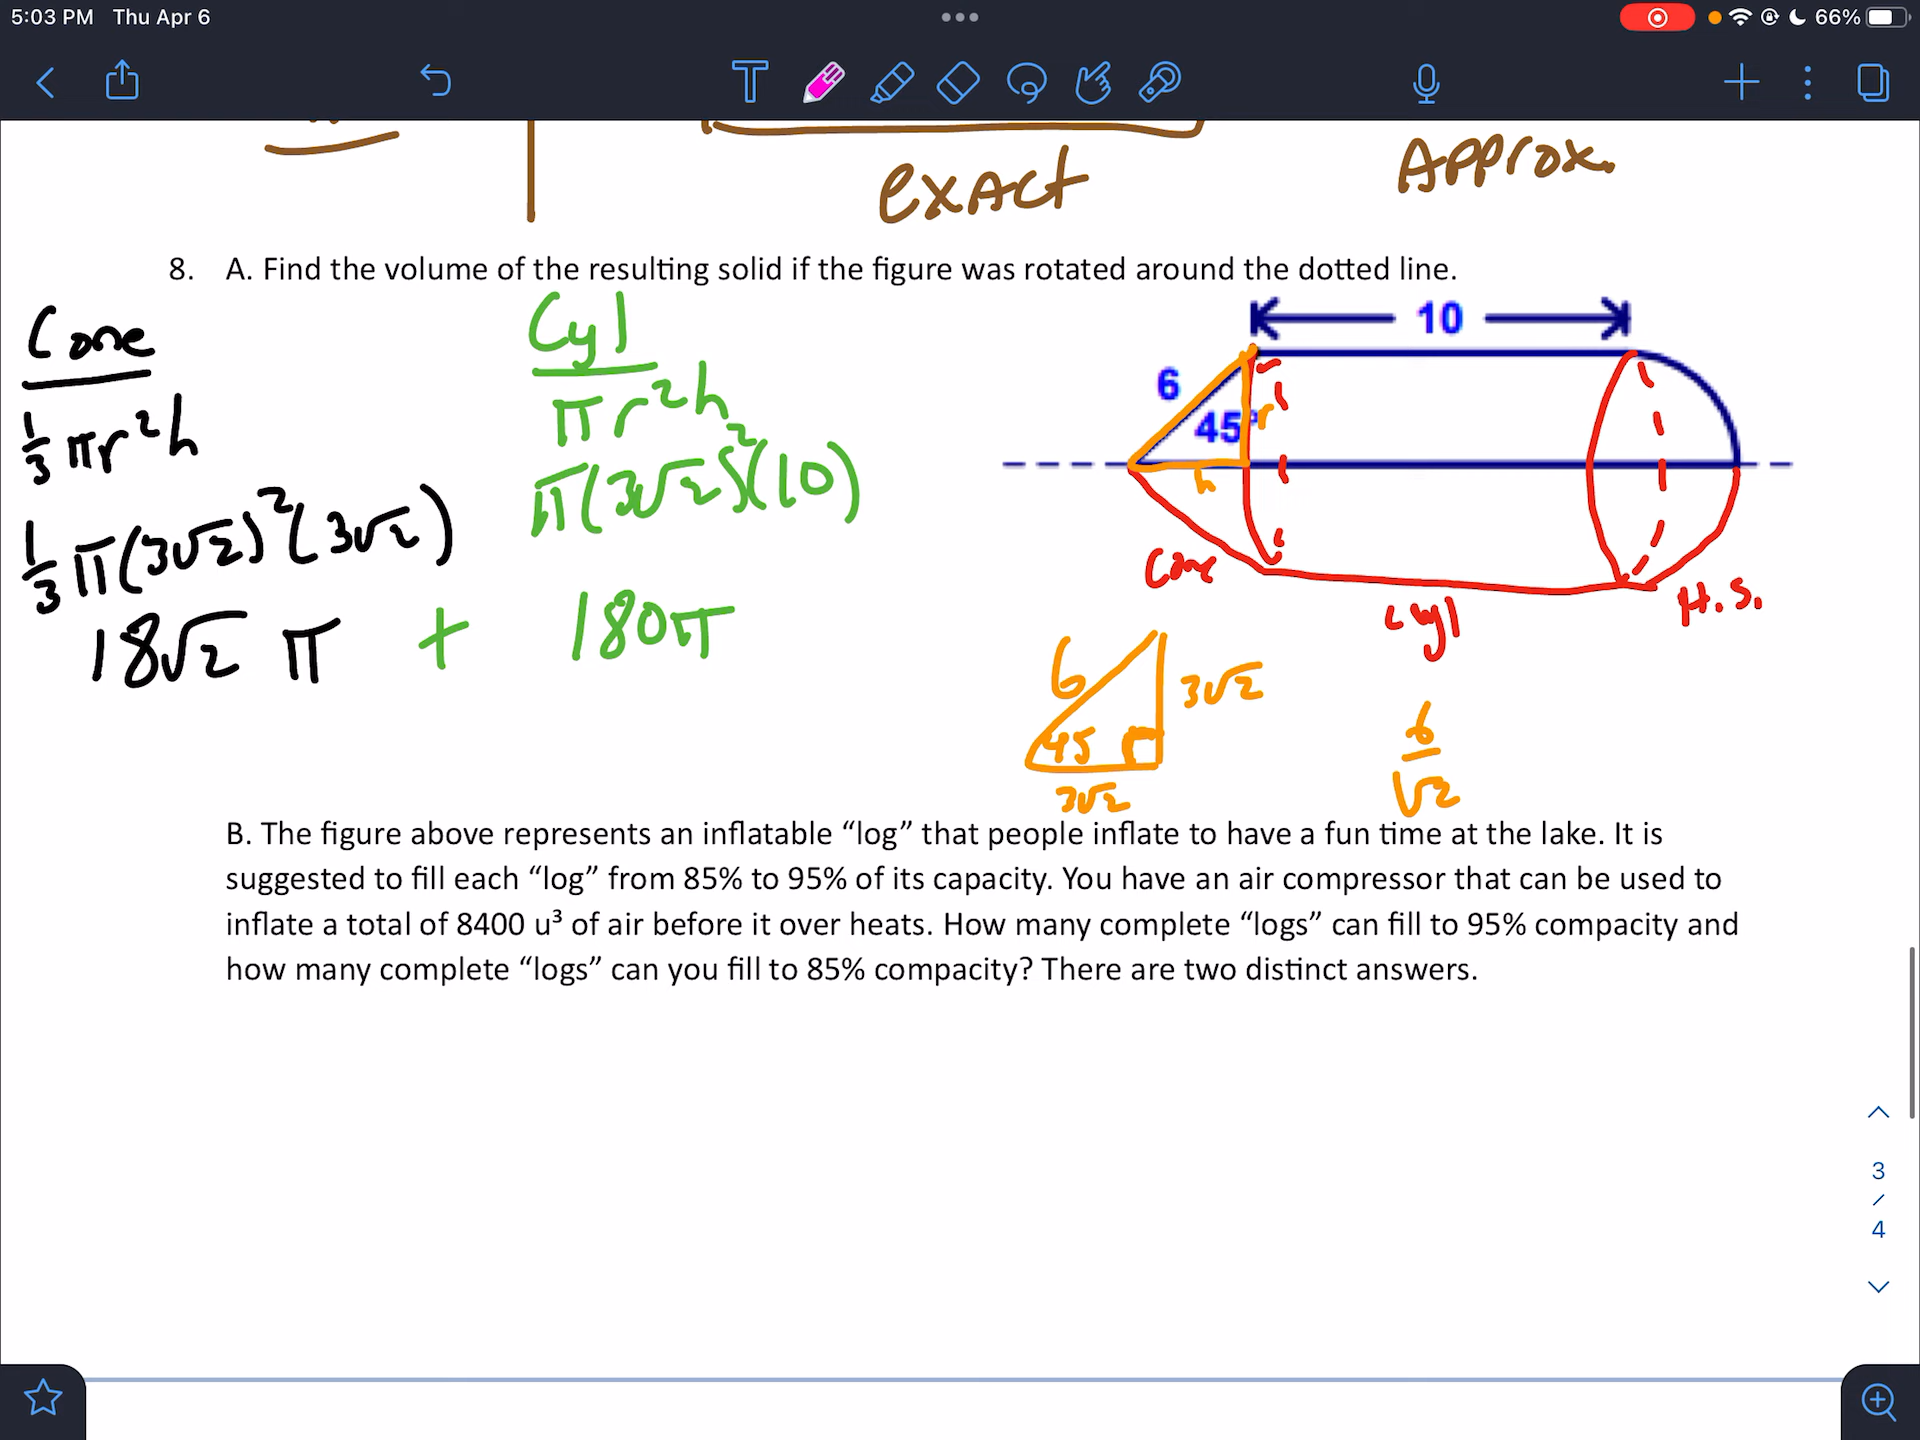 5:03 PM Thu Apr 6
66%
exact
Approx.
8. A. Find the volume of the resulting solid if the figure was rotated around the dotted line.
Cone
1/3 πr²h
1/3 π(3√2)²(3√2)
18√2 π + 180π
Cyl
πr²h
π(3√2)²(10)
10
6
45°
r
h
Cone
Cyl
H.S.
6
45
3√2
3√2
6/√2
B. The figure above represents an inflatable “log” that people inflate to have a fun time at the lake. It is
suggested to fill each “log” from 85% to 95% of its capacity. You have an air compressor that can be used to
inflate a total of 8400 u³ of air before it over heats. How many complete “logs” can fill to 95% compacity and
how many complete “logs” can you fill to 85% compacity? There are two distinct answers.
3
/
4